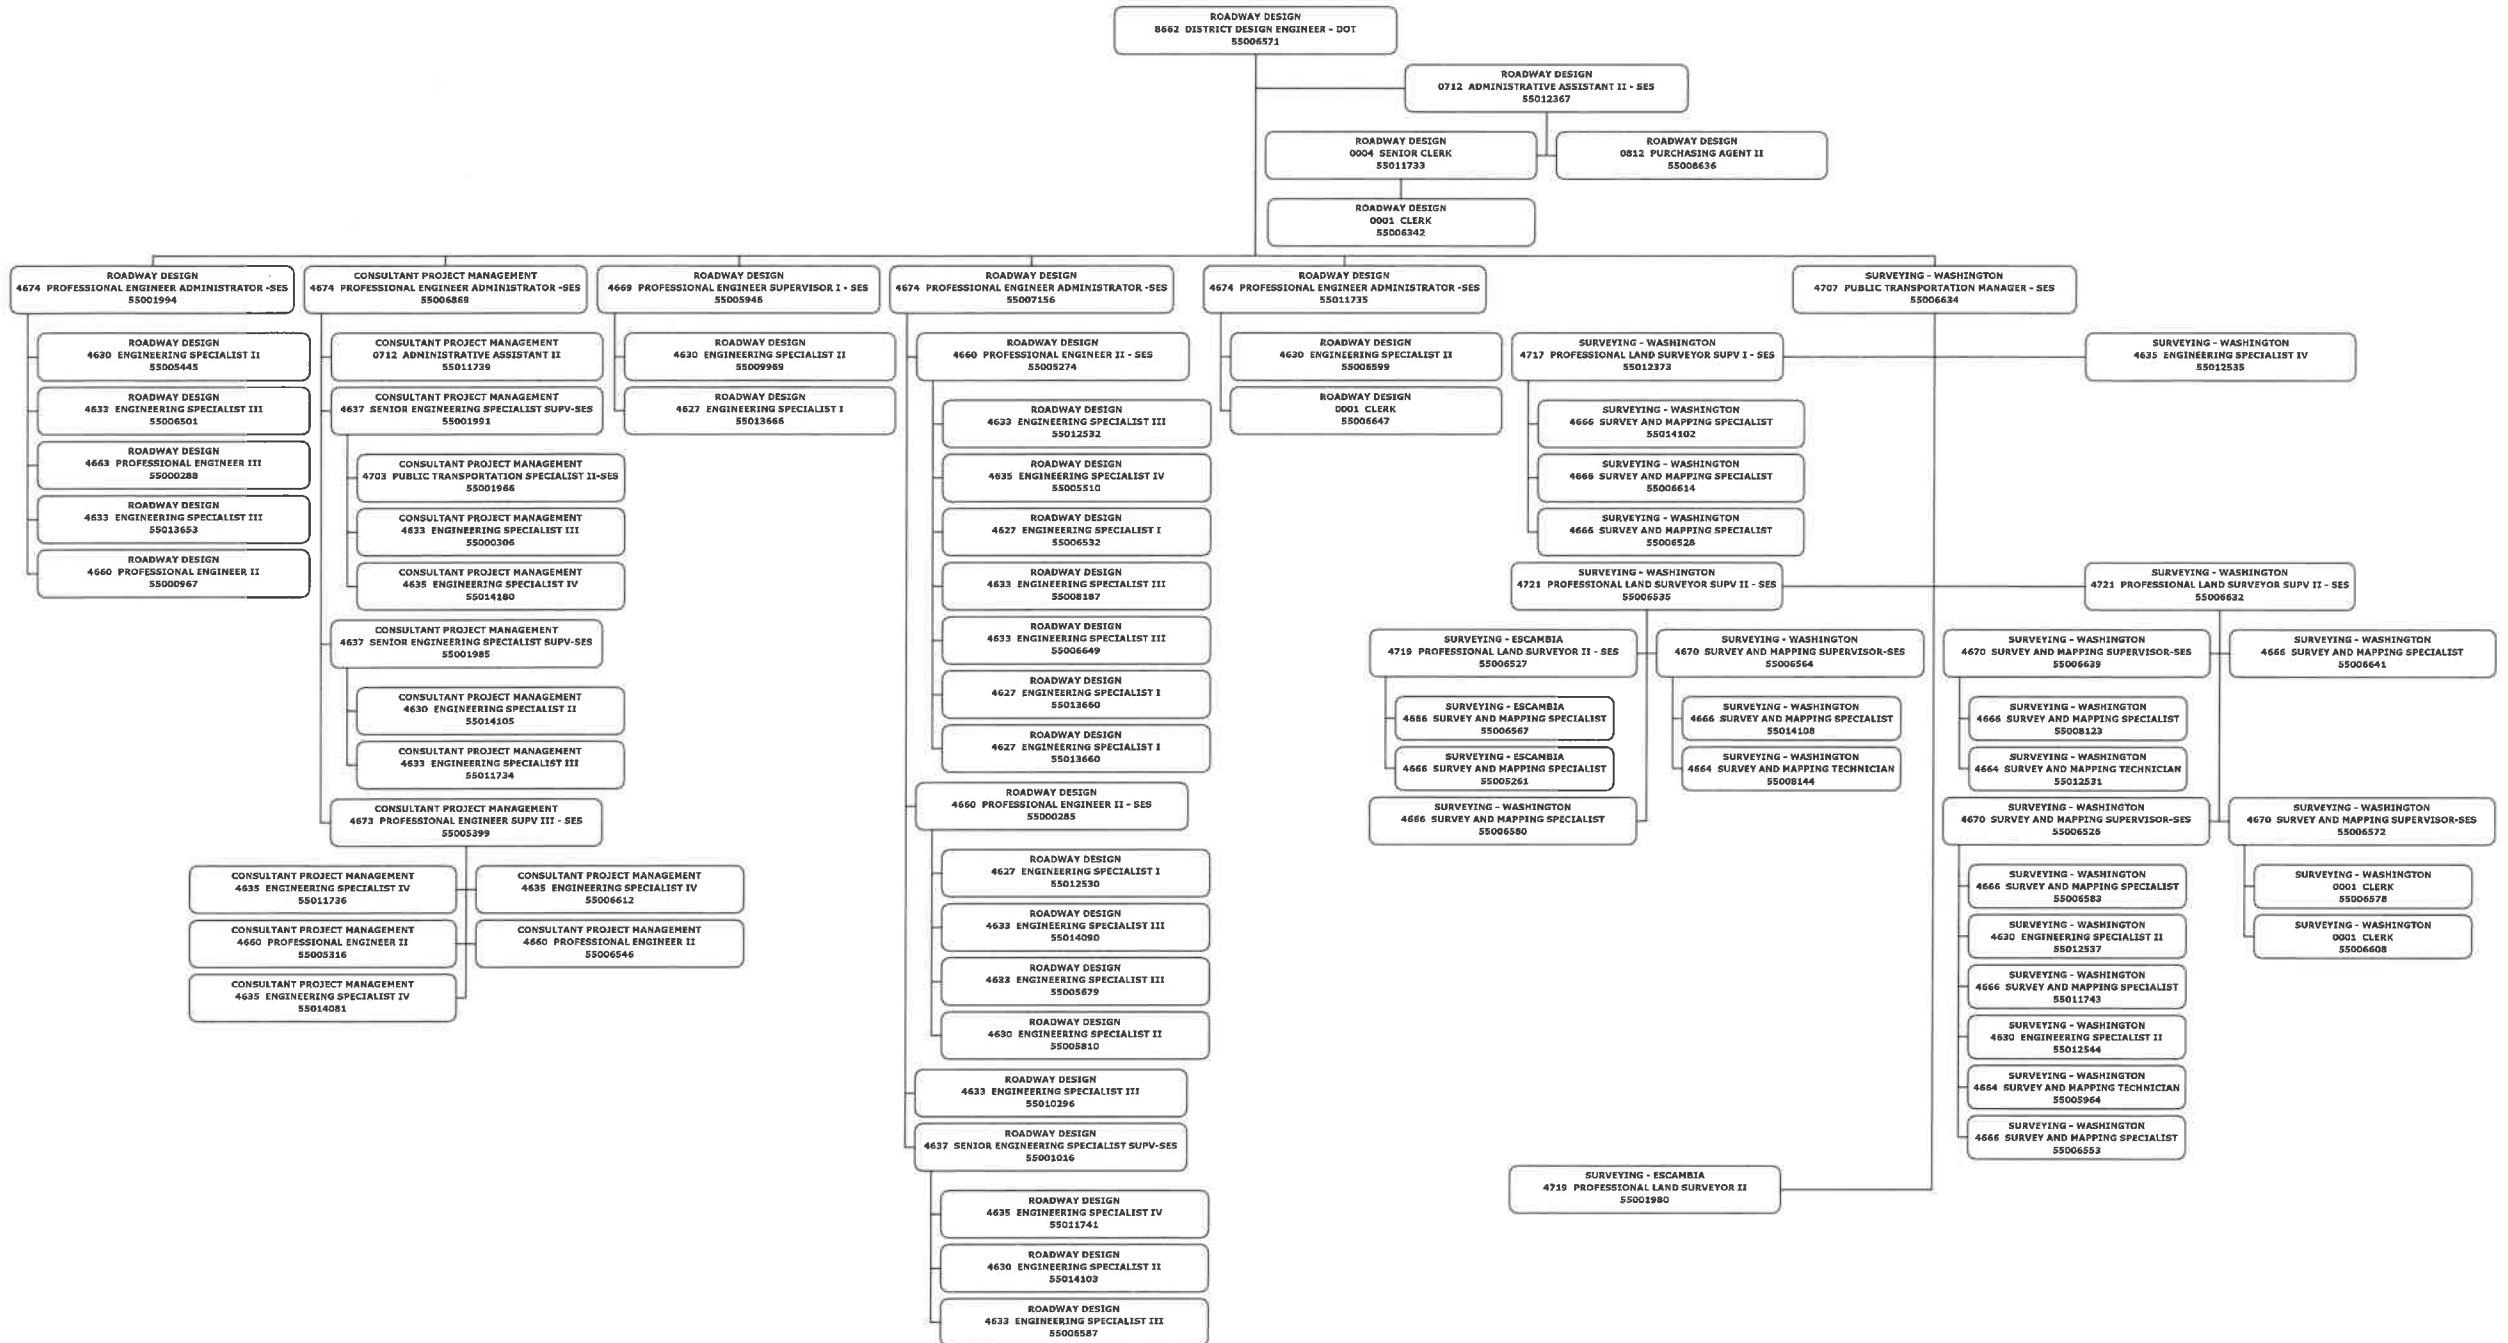 ROADWAY DESIGN
8662 DISTRICT DESIGN ENGINEER - DOT
55006571
ROADWAY DESIGN
0712 ADMINISTRATIVE ASSISTANT II - SES
55012367
ROADWAY DESIGN
0004 SENIOR CLERK
55011733
ROADWAY DESIGN
0812 PURCHASING AGENT II
55008636
ROADWAY DESIGN
0001 CLERK
55006342
ROADWAY DESIGN
4674 PROFESSIONAL ENGINEER ADMINISTRATOR -SES
55001994
ROADWAY DESIGN
4630 ENGINEERING SPECIALIST II
55005445
ROADWAY DESIGN
4633 ENGINEERING SPECIALIST III
55006501
ROADWAY DESIGN
4663 PROFESSIONAL ENGINEER III
55000288
ROADWAY DESIGN
4633 ENGINEERING SPECIALIST III
55013653
ROADWAY DESIGN
4660 PROFESSIONAL ENGINEER II
55000967
CONSULTANT PROJECT MANAGEMENT
4674 PROFESSIONAL ENGINEER ADMINISTRATOR -SES
55006869
CONSULTANT PROJECT MANAGEMENT
0712 ADMINISTRATIVE ASSISTANT II
55011739
CONSULTANT PROJECT MANAGEMENT
4637 SENIOR ENGINEERING SPECIALIST SUPV-SES
55001991
CONSULTANT PROJECT MANAGEMENT
4703 PUBLIC TRANSPORTATION SPECIALIST II-SES
55001966
CONSULTANT PROJECT MANAGEMENT
4633 ENGINEERING SPECIALIST III
55000306
CONSULTANT PROJECT MANAGEMENT
4635 ENGINEERING SPECIALIST IV
55014180
CONSULTANT PROJECT MANAGEMENT
4637 SENIOR ENGINEERING SPECIALIST SUPV-SES
55001985
CONSULTANT PROJECT MANAGEMENT
4630 ENGINEERING SPECIALIST II
55014105
CONSULTANT PROJECT MANAGEMENT
4633 ENGINEERING SPECIALIST III
55011734
CONSULTANT PROJECT MANAGEMENT
4673 PROFESSIONAL ENGINEER SUPV III - SES
55005399
CONSULTANT PROJECT MANAGEMENT
4635 ENGINEERING SPECIALIST IV
55011736
CONSULTANT PROJECT MANAGEMENT
4635 ENGINEERING SPECIALIST IV
55006612
CONSULTANT PROJECT MANAGEMENT
4660 PROFESSIONAL ENGINEER II
55005316
CONSULTANT PROJECT MANAGEMENT
4660 PROFESSIONAL ENGINEER II
55006546
CONSULTANT PROJECT MANAGEMENT
4635 ENGINEERING SPECIALIST IV
55014081
ROADWAY DESIGN
4669 PROFESSIONAL ENGINEER SUPERVISOR I - SES
55005946
ROADWAY DESIGN
4630 ENGINEERING SPECIALIST II
55009969
ROADWAY DESIGN
4627 ENGINEERING SPECIALIST I
55013666
ROADWAY DESIGN
4674 PROFESSIONAL ENGINEER ADMINISTRATOR -SES
55007156
ROADWAY DESIGN
4660 PROFESSIONAL ENGINEER II - SES
55005274
ROADWAY DESIGN
4633 ENGINEERING SPECIALIST III
55012532
ROADWAY DESIGN
4635 ENGINEERING SPECIALIST IV
55005510
ROADWAY DESIGN
4627 ENGINEERING SPECIALIST I
55006532
ROADWAY DESIGN
4633 ENGINEERING SPECIALIST III
55008187
ROADWAY DESIGN
4633 ENGINEERING SPECIALIST III
55006649
ROADWAY DESIGN
4627 ENGINEERING SPECIALIST I
55013660
ROADWAY DESIGN
4627 ENGINEERING SPECIALIST I
55013660
ROADWAY DESIGN
4660 PROFESSIONAL ENGINEER II - SES
55000285
ROADWAY DESIGN
4627 ENGINEERING SPECIALIST I
55012530
ROADWAY DESIGN
4633 ENGINEERING SPECIALIST III
55014090
ROADWAY DESIGN
4633 ENGINEERING SPECIALIST III
55005679
ROADWAY DESIGN
4630 ENGINEERING SPECIALIST II
55005810
ROADWAY DESIGN
4633 ENGINEERING SPECIALIST III
55010296
ROADWAY DESIGN
4637 SENIOR ENGINEERING SPECIALIST SUPV-SES
55001016
ROADWAY DESIGN
4635 ENGINEERING SPECIALIST IV
55011741
ROADWAY DESIGN
4630 ENGINEERING SPECIALIST II
55014103
ROADWAY DESIGN
4633 ENGINEERING SPECIALIST III
55006587
ROADWAY DESIGN
4674 PROFESSIONAL ENGINEER ADMINISTRATOR -SES
55011735
ROADWAY DESIGN
4630 ENGINEERING SPECIALIST II
55006599
ROADWAY DESIGN
0001 CLERK
55006647
SURVEYING - WASHINGTON
4707 PUBLIC TRANSPORTATION MANAGER - SES
55006634
SURVEYING - WASHINGTON
4717 PROFESSIONAL LAND SURVEYOR SUPV I - SES
55012373
SURVEYING - WASHINGTON
4635 ENGINEERING SPECIALIST IV
55012535
SURVEYING - WASHINGTON
4666 SURVEY AND MAPPING SPECIALIST
55014102
SURVEYING - WASHINGTON
4666 SURVEY AND MAPPING SPECIALIST
55006614
SURVEYING - WASHINGTON
4666 SURVEY AND MAPPING SPECIALIST
55006528
SURVEYING - WASHINGTON
4721 PROFESSIONAL LAND SURVEYOR SUPV II - SES
55006535
SURVEYING - WASHINGTON
4721 PROFESSIONAL LAND SURVEYOR SUPV II - SES
55006632
SURVEYING - ESCAMBIA
4719 PROFESSIONAL LAND SURVEYOR II - SES
55006527
SURVEYING - WASHINGTON
4670 SURVEY AND MAPPING SUPERVISOR-SES
55006564
SURVEYING - ESCAMBIA
4666 SURVEY AND MAPPING SPECIALIST
55006567
SURVEYING - ESCAMBIA
4666 SURVEY AND MAPPING SPECIALIST
55005261
SURVEYING - WASHINGTON
4666 SURVEY AND MAPPING SPECIALIST
55014108
SURVEYING - WASHINGTON
4664 SURVEY AND MAPPING TECHNICIAN
55008144
SURVEYING - WASHINGTON
4666 SURVEY AND MAPPING SPECIALIST
55006580
SURVEYING - WASHINGTON
4670 SURVEY AND MAPPING SUPERVISOR-SES
55006639
SURVEYING - WASHINGTON
4666 SURVEY AND MAPPING SPECIALIST
55006641
SURVEYING - WASHINGTON
4666 SURVEY AND MAPPING SPECIALIST
55008123
SURVEYING - WASHINGTON
4664 SURVEY AND MAPPING TECHNICIAN
55012531
SURVEYING - WASHINGTON
4670 SURVEY AND MAPPING SUPERVISOR-SES
55006526
SURVEYING - WASHINGTON
4670 SURVEY AND MAPPING SUPERVISOR-SES
55006572
SURVEYING - WASHINGTON
4666 SURVEY AND MAPPING SPECIALIST
55006583
SURVEYING - WASHINGTON
4630 ENGINEERING SPECIALIST II
55012537
SURVEYING - WASHINGTON
4666 SURVEY AND MAPPING SPECIALIST
55011743
SURVEYING - WASHINGTON
4630 ENGINEERING SPECIALIST II
55012544
SURVEYING - WASHINGTON
4664 SURVEY AND MAPPING TECHNICIAN
55005964
SURVEYING - WASHINGTON
4666 SURVEY AND MAPPING SPECIALIST
55006553
SURVEYING - WASHINGTON
0001 CLERK
55006578
SURVEYING - WASHINGTON
0001 CLERK
55006608
SURVEYING - ESCAMBIA
4719 PROFESSIONAL LAND SURVEYOR II
55001980